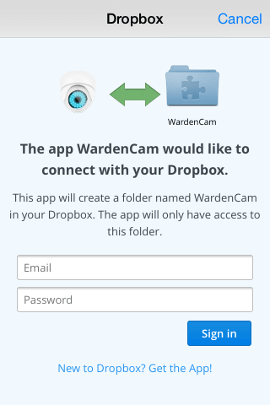 Dropbox Cancel
WardenCam
The app WardenCam would like to
connect with your Dropbox.
This app will create a folder named WardenCam
in your Dropbox. The app will only have access to
this folder.
Email
Password
Sign in
New to Dropbox? Get the App!